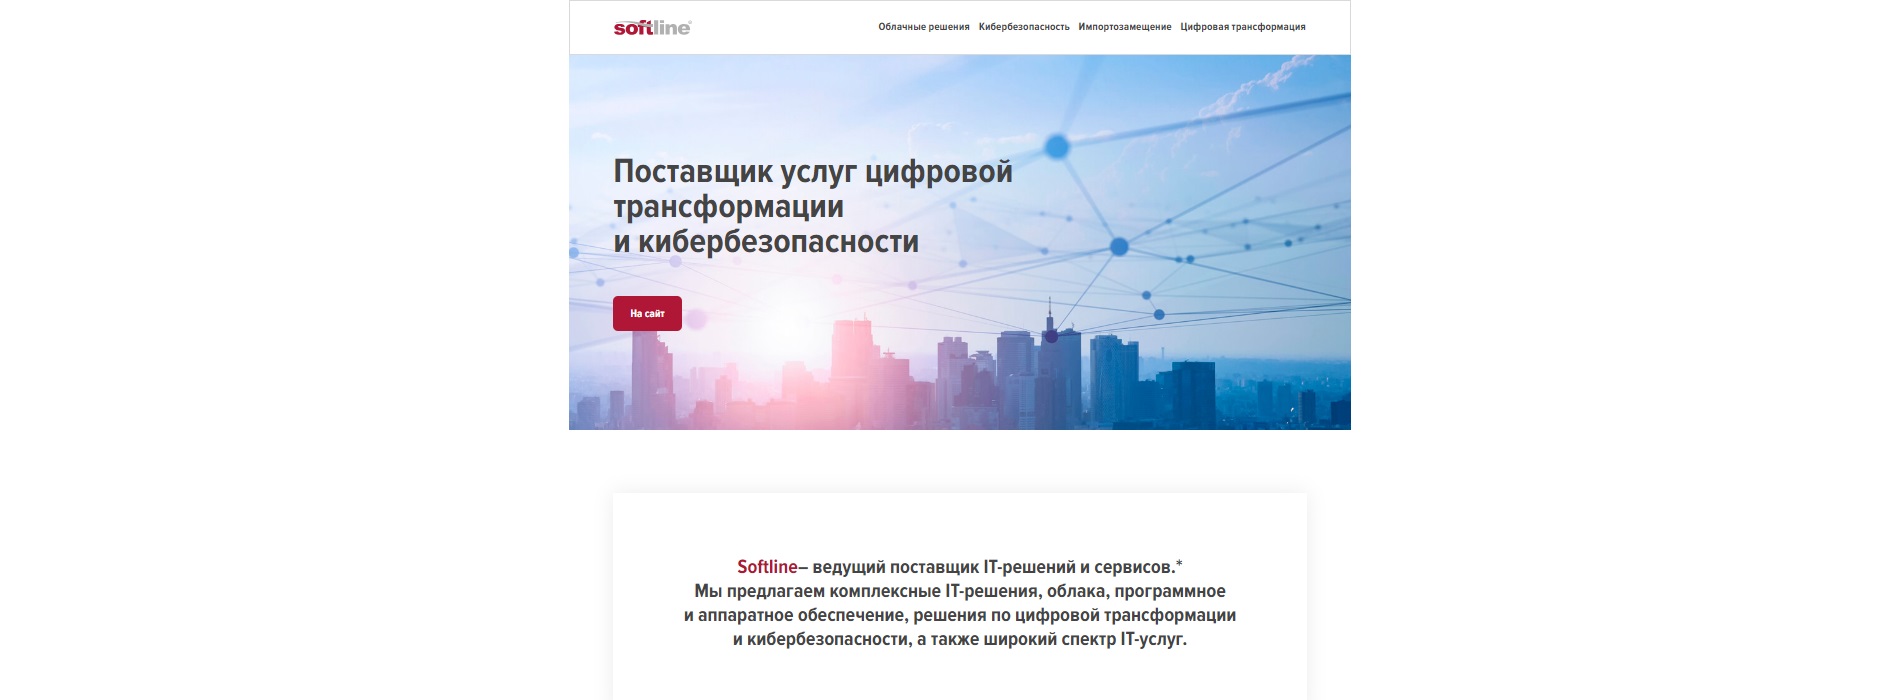 softline®
Облачные решения Кибербезопасность Импортозамещение Цифровая трансформация
Поставщик услуг цифровой
трансформации
и кибербезопасности
На сайт
Softline– ведущий поставщик IT-решений и сервисов.*
Мы предлагаем комплексные IT-решения, облака, программное
и аппаратное обеспечение, решения по цифровой трансформации
и кибербезопасности, а также широкий спектр IT-услуг.